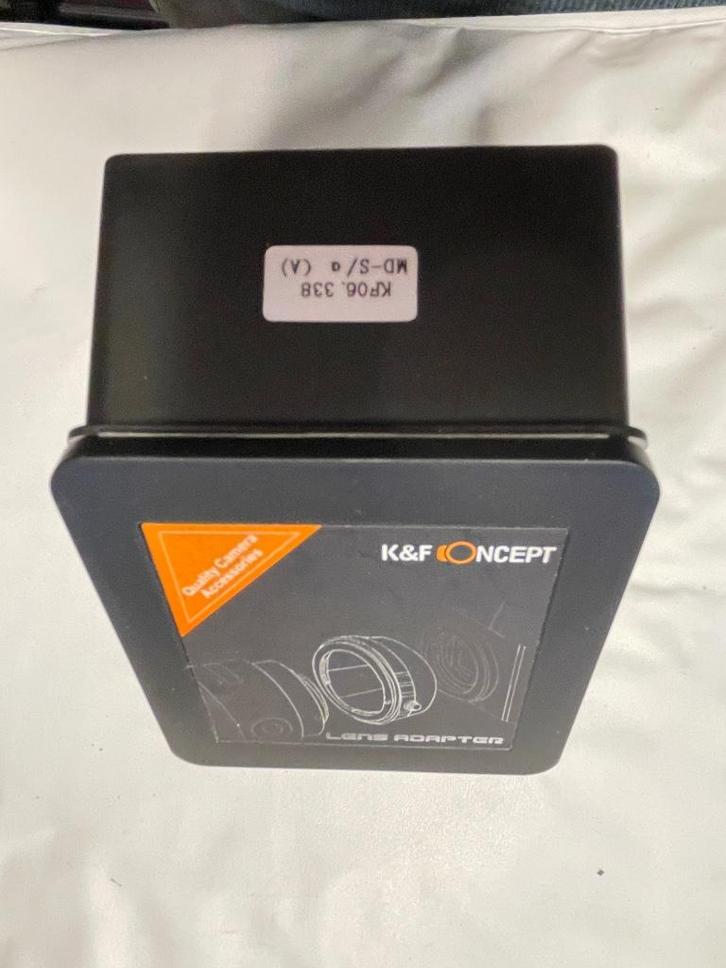 KF06.338
MD-S/a (A)
Quality Camera
Accessories
K&F CONCEPT
LENS ADAPTER